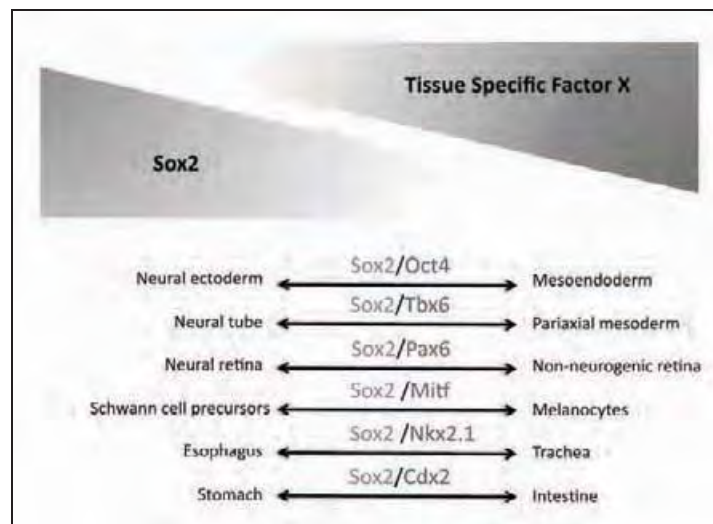 Tissue Specific Factor X
Sox2
Neural ectoderm Sox2/Oct4 Mesoendoderm
Neural tube Sox2/Tbx6 Pariaxial mesoderm
Neural retina Sox2/Pax6 Non-neurogenic retina
Schwann cell precursors Sox2 /Mitf Melanocytes
Esophagus Sox2 /Nkx2.1 Trachea
Stomach Sox2/Cdx2 Intestine